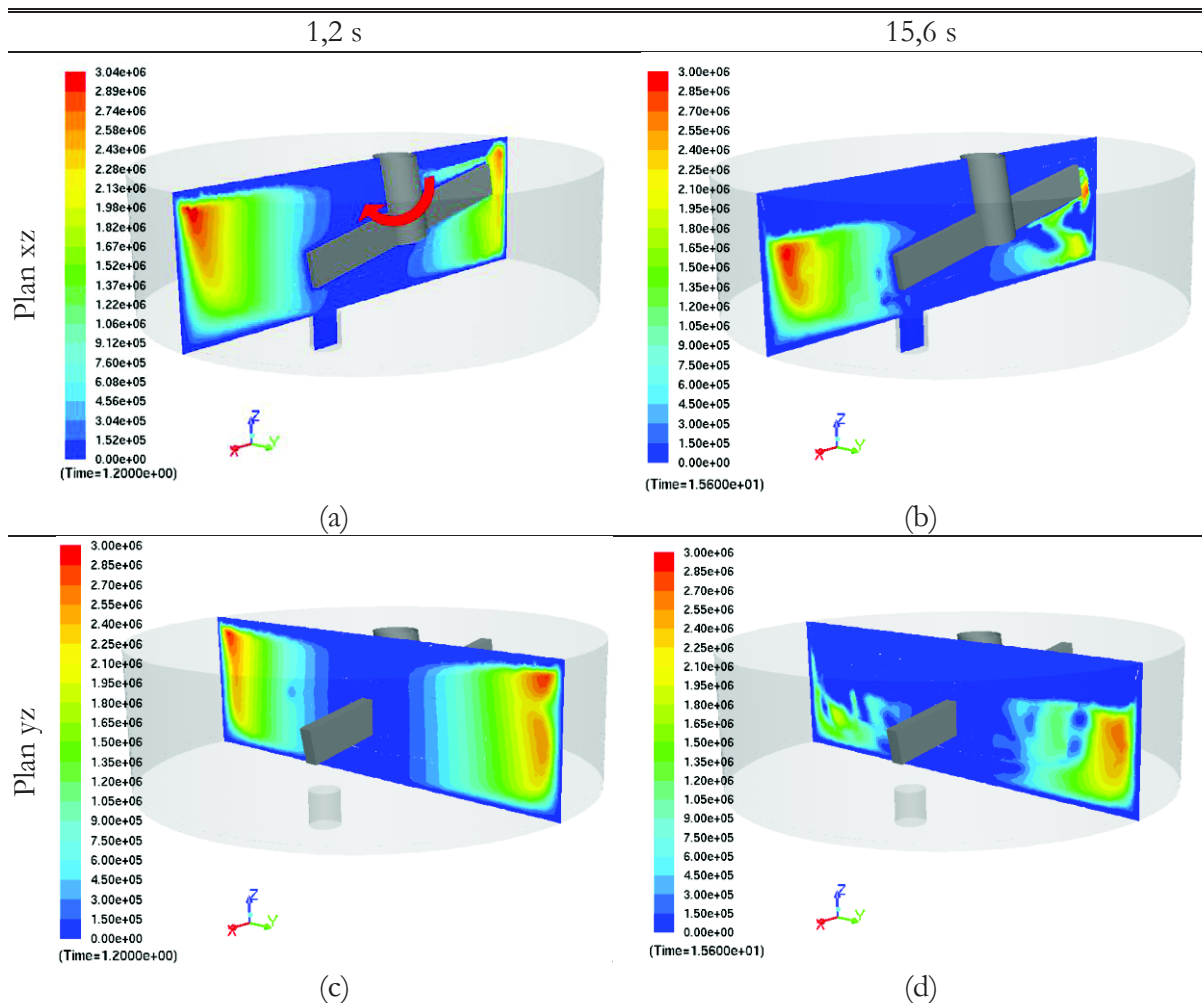 1,2 s
15,6 s
Plan xz
3.04e+06
2.89e+06
2.74e+06
2.58e+06
2.43e+06
2.28e+06
2.13e+06
1.98e+06
1.82e+06
1.67e+06
1.52e+06
1.37e+06
1.22e+06
1.06e+06
9.12e+05
7.60e+05
6.08e+05
4.56e+05
3.04e+05
1.52e+05
0.00e+00
(Time=1.2000e+00)
Z
X
Y
(a)
3.00e+06
2.85e+06
2.70e+06
2.55e+06
2.40e+06
2.25e+06
2.10e+06
1.95e+06
1.80e+06
1.65e+06
1.50e+06
1.35e+06
1.20e+06
1.05e+06
9.00e+05
7.50e+05
6.00e+05
4.50e+05
3.00e+05
1.50e+05
0.00e+00
(Time=1.5600e+01)
Z
X
Y
(b)
Plan yz
3.00e+06
2.85e+06
2.70e+06
2.55e+06
2.40e+06
2.25e+06
2.10e+06
1.95e+06
1.80e+06
1.65e+06
1.50e+06
1.35e+06
1.20e+06
1.05e+06
9.00e+05
7.50e+05
6.00e+05
4.50e+05
3.00e+05
1.50e+05
0.00e+00
(Time=1.2000e+00)
Z
X
Y
(c)
3.00e+06
2.85e+06
2.70e+06
2.55e+06
2.40e+06
2.25e+06
2.10e+06
1.95e+06
1.80e+06
1.65e+06
1.50e+06
1.35e+06
1.20e+06
1.05e+06
9.00e+05
7.50e+05
6.00e+05
4.50e+05
3.00e+05
1.50e+05
0.00e+00
(Time=1.5600e+01)
Z
X
Y
(d)